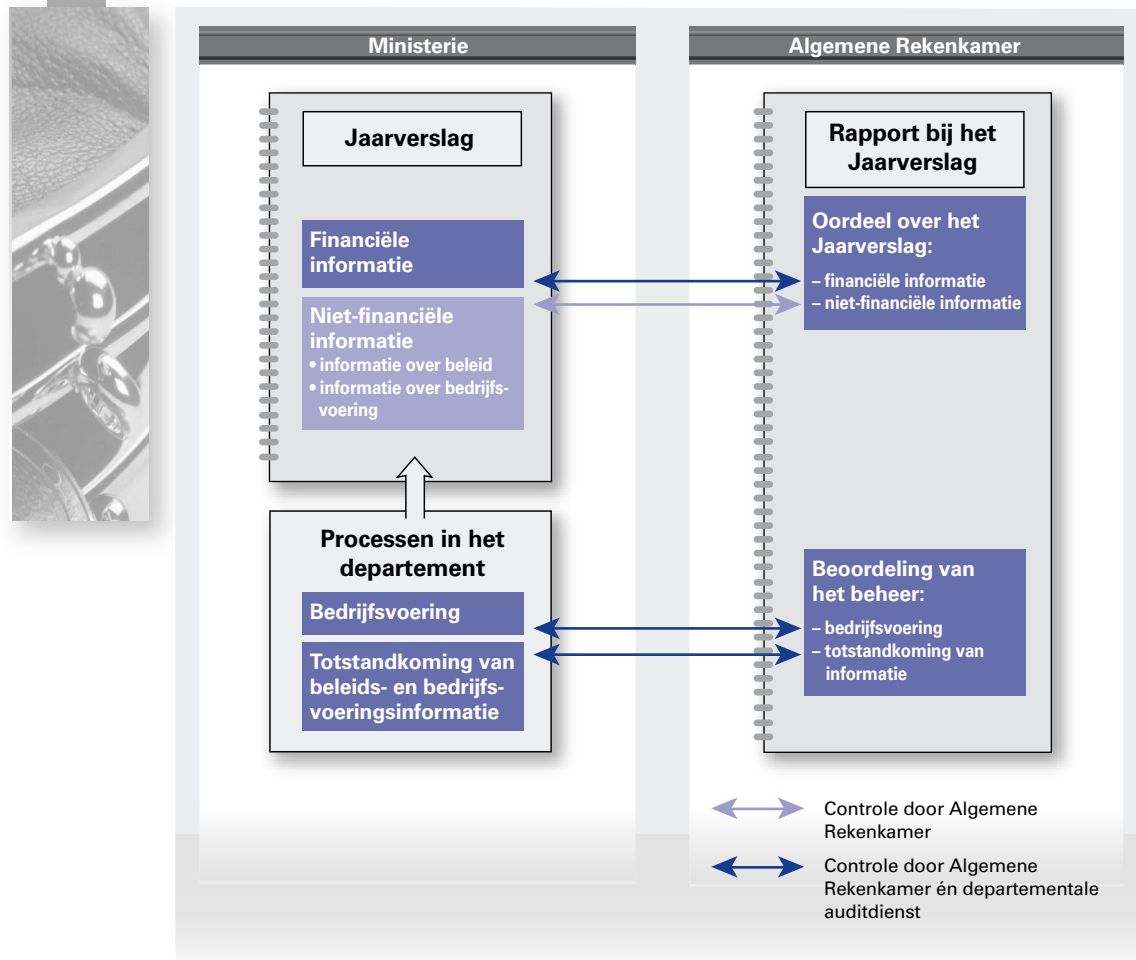 Ministerie
Jaarverslag
Financiële
informatie
Niet-financiële
informatie
• informatie over beleid
• informatie over bedrijfs-
voering
Processen in het
departement
Bedrijfsvoering
Totstandkoming van
beleids- en bedrijfs-
voeringsinformatie
Algemene Rekenkamer
Rapport bij het
Jaarverslag
Oordeel over het
Jaarverslag:
– financiële informatie
– niet-financiële informatie
Beoordeling van
het beheer:
– bedrijfsvoering
– totstandkoming van
informatie
Controle door Algemene
Rekenkamer
Controle door Algemene
Rekenkamer én departementale
auditdienst